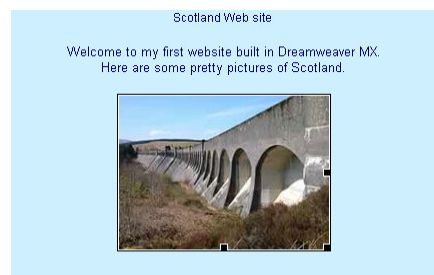 Scotland Web site
Welcome to my first website built in Dreamweaver MX.
Here are some pretty pictures of Scotland.